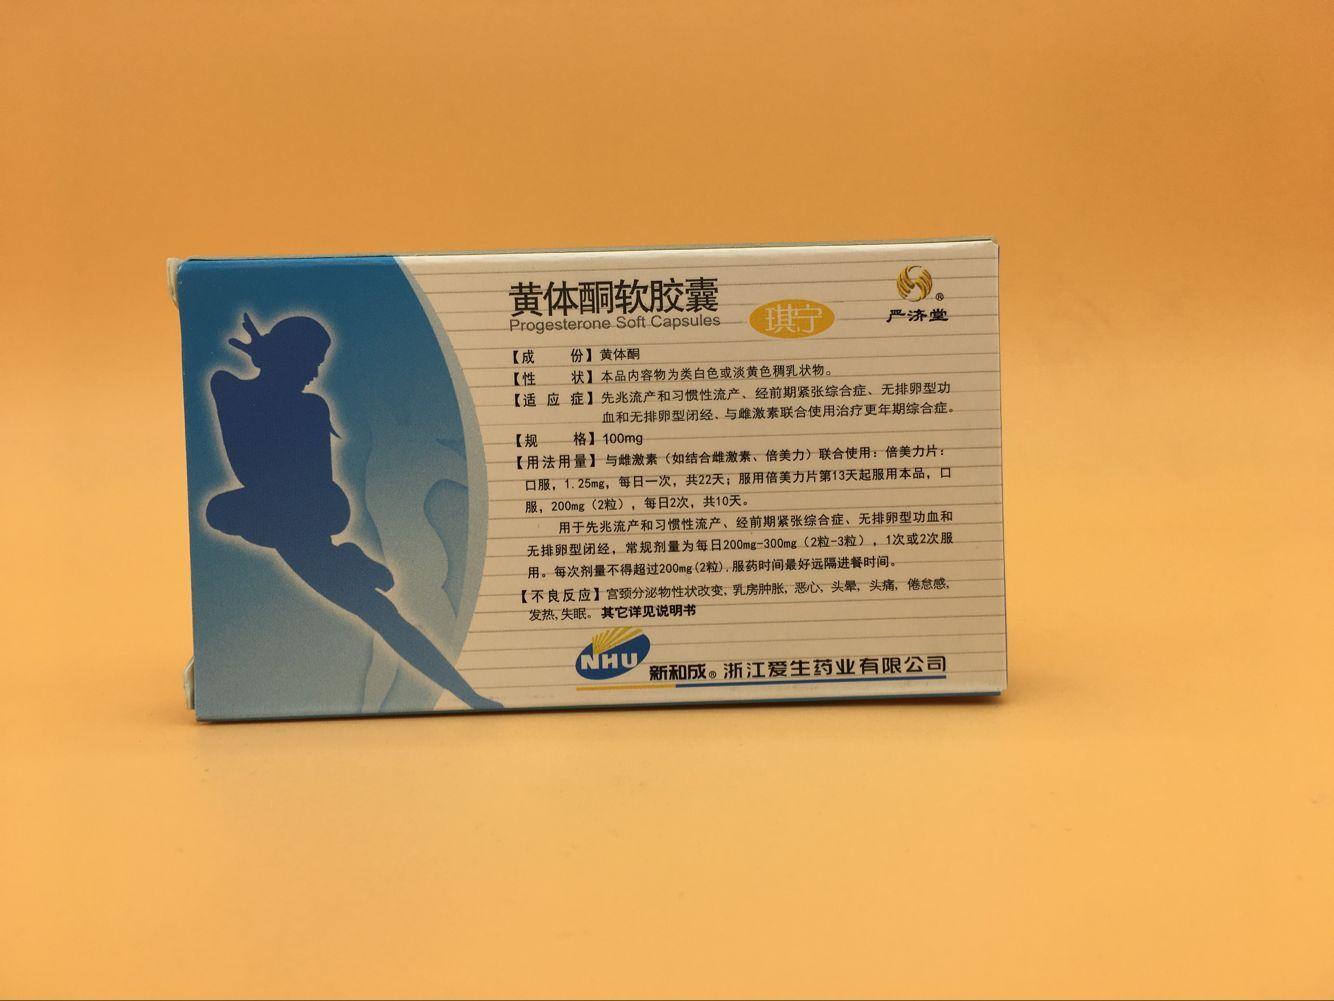 黄体酮软胶囊
Progesterone Soft Capsules
琪宁
严济堂®
【成 份】黄体酮
【性 状】本品内容物为类白色或淡黄色稠乳状物。
【适应症】先兆流产和习惯性流产、经前期紧张综合症、无排卵型功
血和无排卵型闭经、与雌激素联合使用治疗更年期综合症。
【规 格】100mg
【用法用量】与雌激素（如结合雌激素、倍美力）联合使用：倍美力片：
口服，1.25mg，每日一次，共22天；服用倍美力片第13天起服用本品，口
服，200mg（2粒），每日2次，共10天。
用于先兆流产和习惯性流产、经前期紧张综合症、无排卵型功血和
无排卵型闭经，常规剂量为每日200mg-300mg（2粒-3粒），1次或2次服
用。每次剂量不得超过200mg(2粒),服药时间最好远隔进餐时间。
【不良反应】宫颈分泌物性状改变，乳房肿胀，恶心，头晕，头痛，倦怠感，
发热，失眠。其它详见说明书
NHU 新和成® 浙江爱生药业有限公司